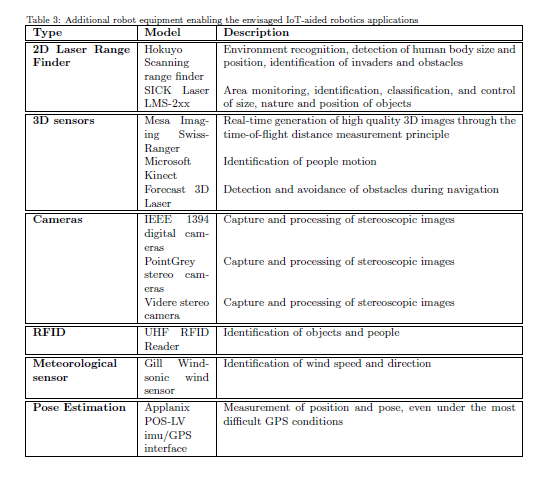 Table 3: Additional robot equipment enabling the envisaged IoT-aided robotics applications
Type Model Description
2D Laser Range Hokuyo Environment recognition, detection of human body size and
Finder Scanning position, identification of invaders and obstacles
range finder
SICK Laser Area monitoring, identification, classification, and control
LMS-2xx of size, nature and position of objects
3D sensors Mesa Imag- Real-time generation of high quality 3D images through the
ing Swiss- time-of-flight distance measurement principle
Ranger
Microsoft Identification of people motion
Kinect
Forecast 3D Detection and avoidance of obstacles during navigation
Laser
Cameras IEEE 1394 Capture and processing of stereoscopic images
digital cam-
eras
PointGrey Capture and processing of stereoscopic images
stereo cam-
eras
Videre stereo Capture and processing of stereoscopic images
camera
RFID UHF RFID Identification of objects and people
Reader
Meteorological Gill Wind- Identification of wind speed and direction
sensor sonic wind
sensor
Pose Estimation Applanix Measurement of position and pose, even under the most
POS-LV difficult GPS conditions
imu/GPS
interface